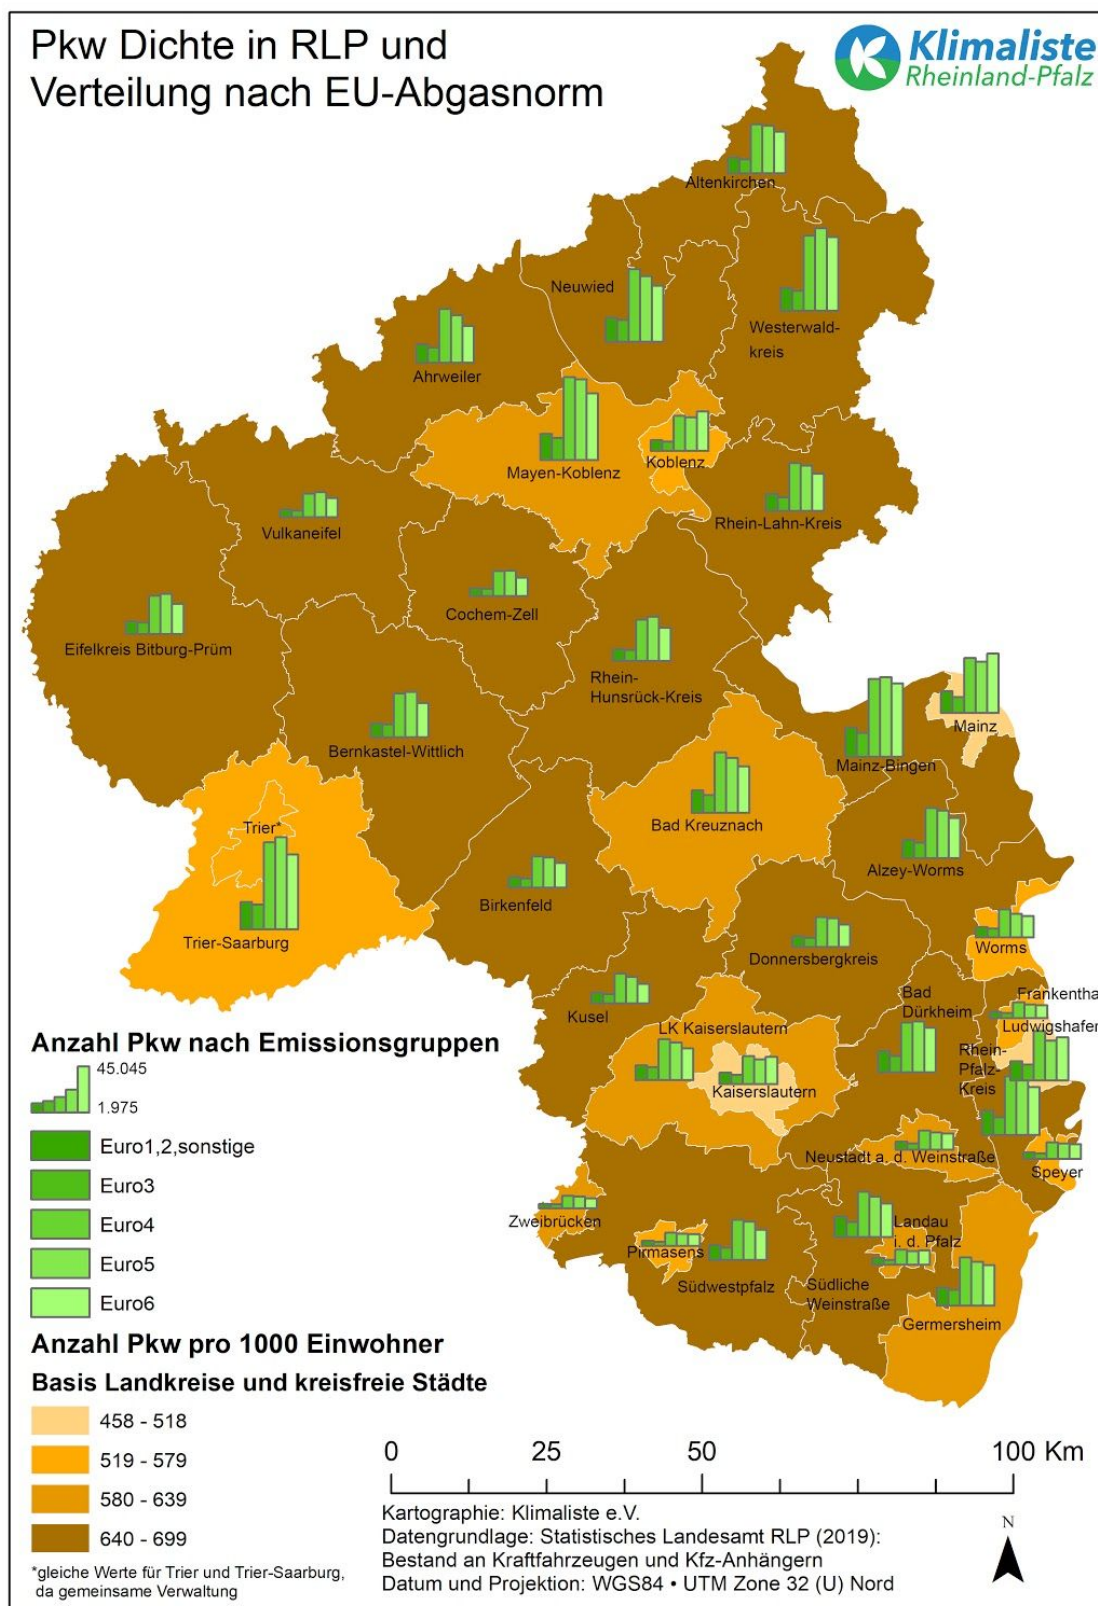 Pkw Dichte in RLP und
Verteilung nach EU-Abgasnorm
Klimaliste
Rheinland-Pfalz
Altenkirchen
Neuwied
Westerwald-
kreis
Ahrweiler
Mayen-Koblenz
Koblenz
Rhein-Lahn-Kreis
Vulkaneifel
Cochem-Zell
Eifelkreis Bitburg-Prüm
Rhein-
Hunsrück-Kreis
Bernkastel-Wittlich
Mainz
Mainz-Bingen
Trier*
Bad Kreuznach
Alzey-Worms
Birkenfeld
Trier-Saarburg
Worms
Donnersbergkreis
Kusel
Bad
Dürkheim
Frankentha
Ludwigshafen
LK Kaiserslautern
Rhein-
Pfalz-
Kreis
Kaiserslautern
Neustadt a. d. Weinstraße
Speyer
Zweibrücken
Pirmasens
Landau
i. d. Pfalz
Südwestpfalz
Südliche
Weinstraße
Germersheim
Anzahl Pkw nach Emissionsgruppen
45.045
1.975
Euro1,2,sonstige
Euro3
Euro4
Euro5
Euro6
Anzahl Pkw pro 1000 Einwohner
Basis Landkreise und kreisfreie Städte
458 - 518
519 - 579
580 - 639
640 - 699
*gleiche Werte für Trier und Trier-Saarburg,
da gemeinsame Verwaltung
0 25 50 100 Km
Kartographie: Klimaliste e.V.
Datengrundlage: Statistisches Landesamt RLP (2019):
Bestand an Kraftfahrzeugen und Kfz-Anhängern
Datum und Projektion: WGS84 • UTM Zone 32 (U) Nord
N